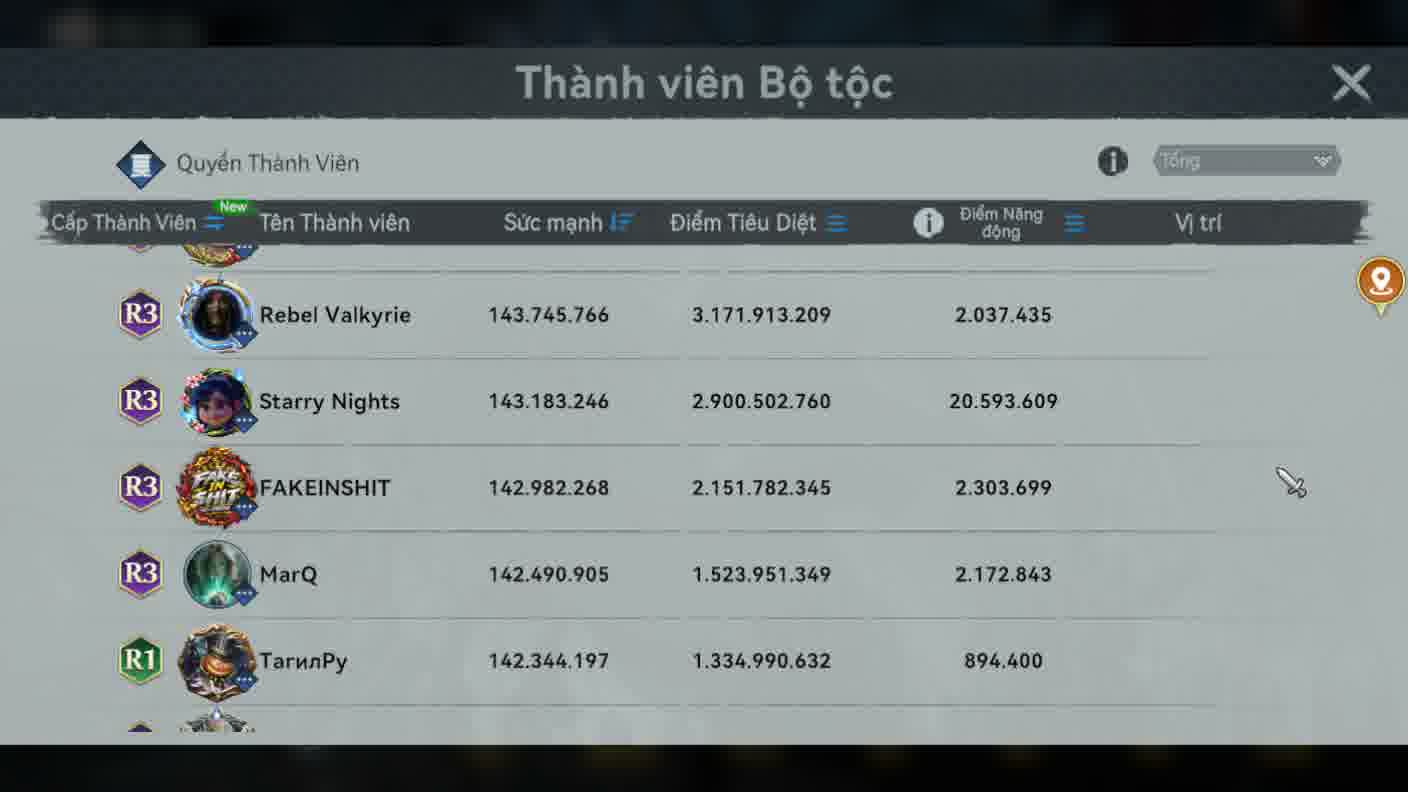 Thành viên Bộ tộc
Quyển Thành Viên
Tổng
New
Cấp Thành Viên Tên Thành viên Sức mạnh Điểm Tiêu Diệt Điểm Năng động Vị trí
R3 Rebel Valkyrie 143.745.766 3.171.913.209 2.037.435
R3 Starry Nights 143.183.246 2.900.502.760 20.593.609
R3 FAKE IN SHIT FAKEINSHIT 142.982.268 2.151.782.345 2.303.699
R3 MarQ 142.490.905 1.523.951.349 2.172.843
R1 ТагилРу 142.344.197 1.334.990.632 894.400